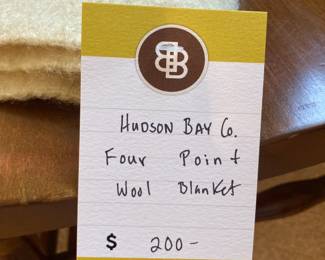 HUDSON BAY Co.
Four Point
Wool Blanket
$ 200-